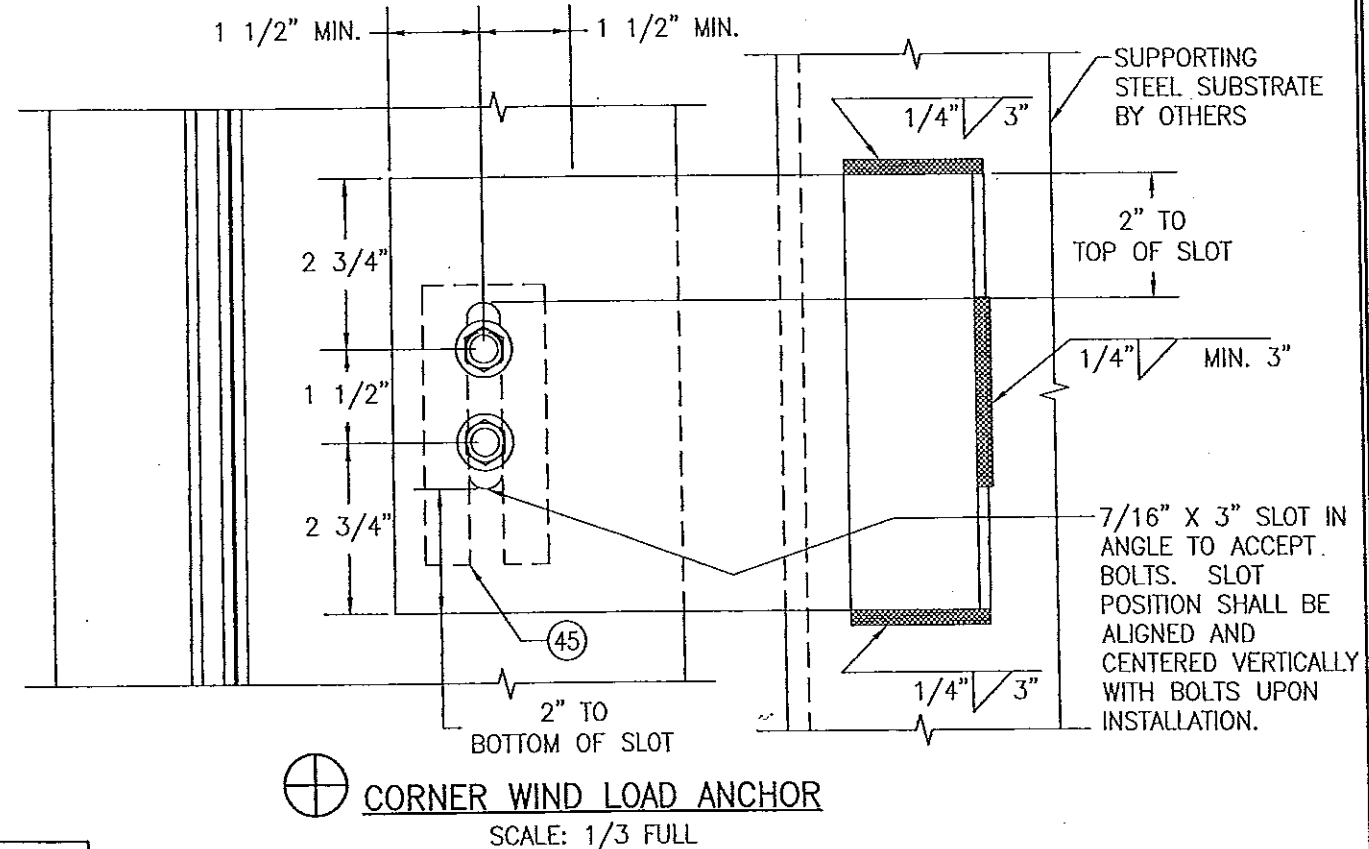 1 1/2" MIN.
1 1/2" MIN.
SUPPORTING
STEEL SUBSTRATE
BY OTHERS
1/4" 3"
2 3/4"
2" TO
TOP OF SLOT
1 1/2"
1/4" MIN. 3"
2 3/4"
7/16" X 3" SLOT IN
ANGLE TO ACCEPT
BOLTS. SLOT
POSITION SHALL BE
ALIGNED AND
CENTERED VERTICALLY
WITH BOLTS UPON
INSTALLATION.
45
1/4" 3"
2" TO
BOTTOM OF SLOT
CORNER WIND LOAD ANCHOR
SCALE: 1/3 FULL